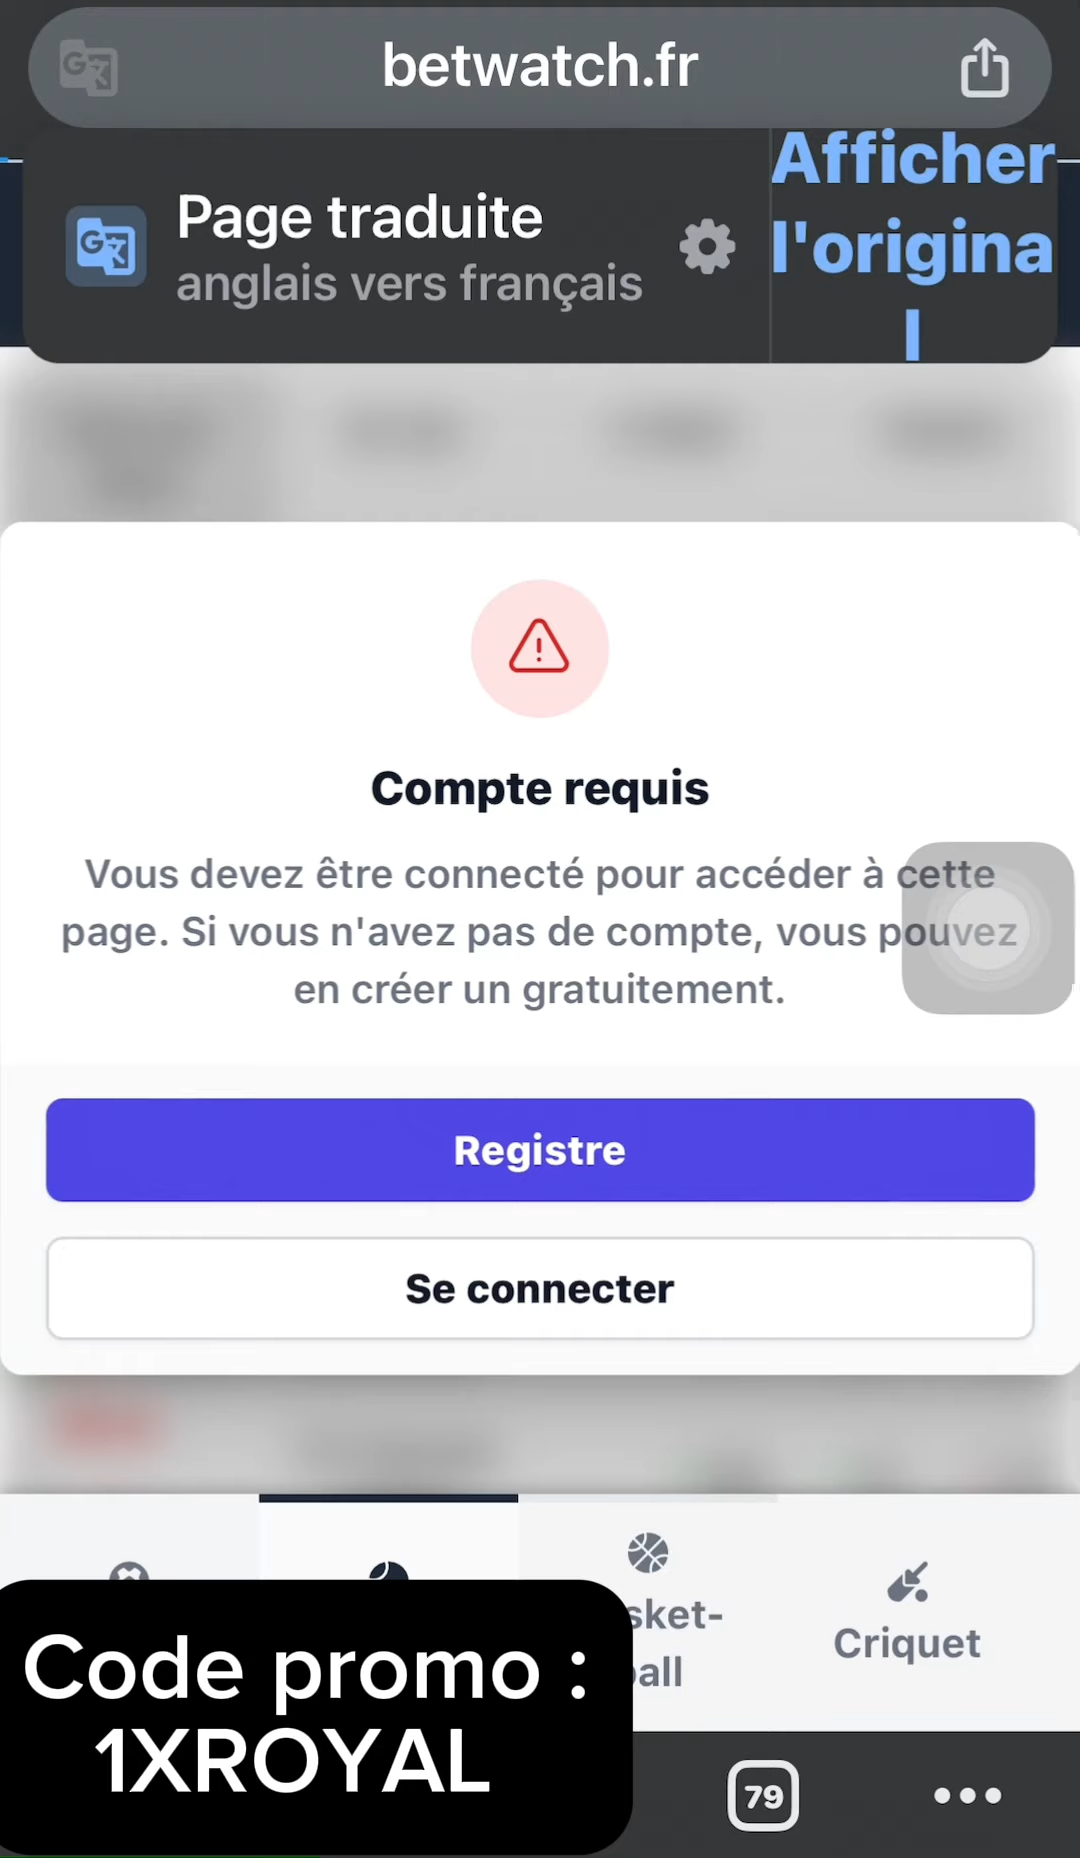 betwatch.fr
Page traduite
anglais vers français
Afficher
l'origina
l
Compte requis
Vous devez être connecté pour accéder à cette
page. Si vous n'avez pas de compte, vous pouvez
en créer un gratuitement.
Registre
Se connecter
sket-
ball
Criquet
Code promo :
1XROYAL
79